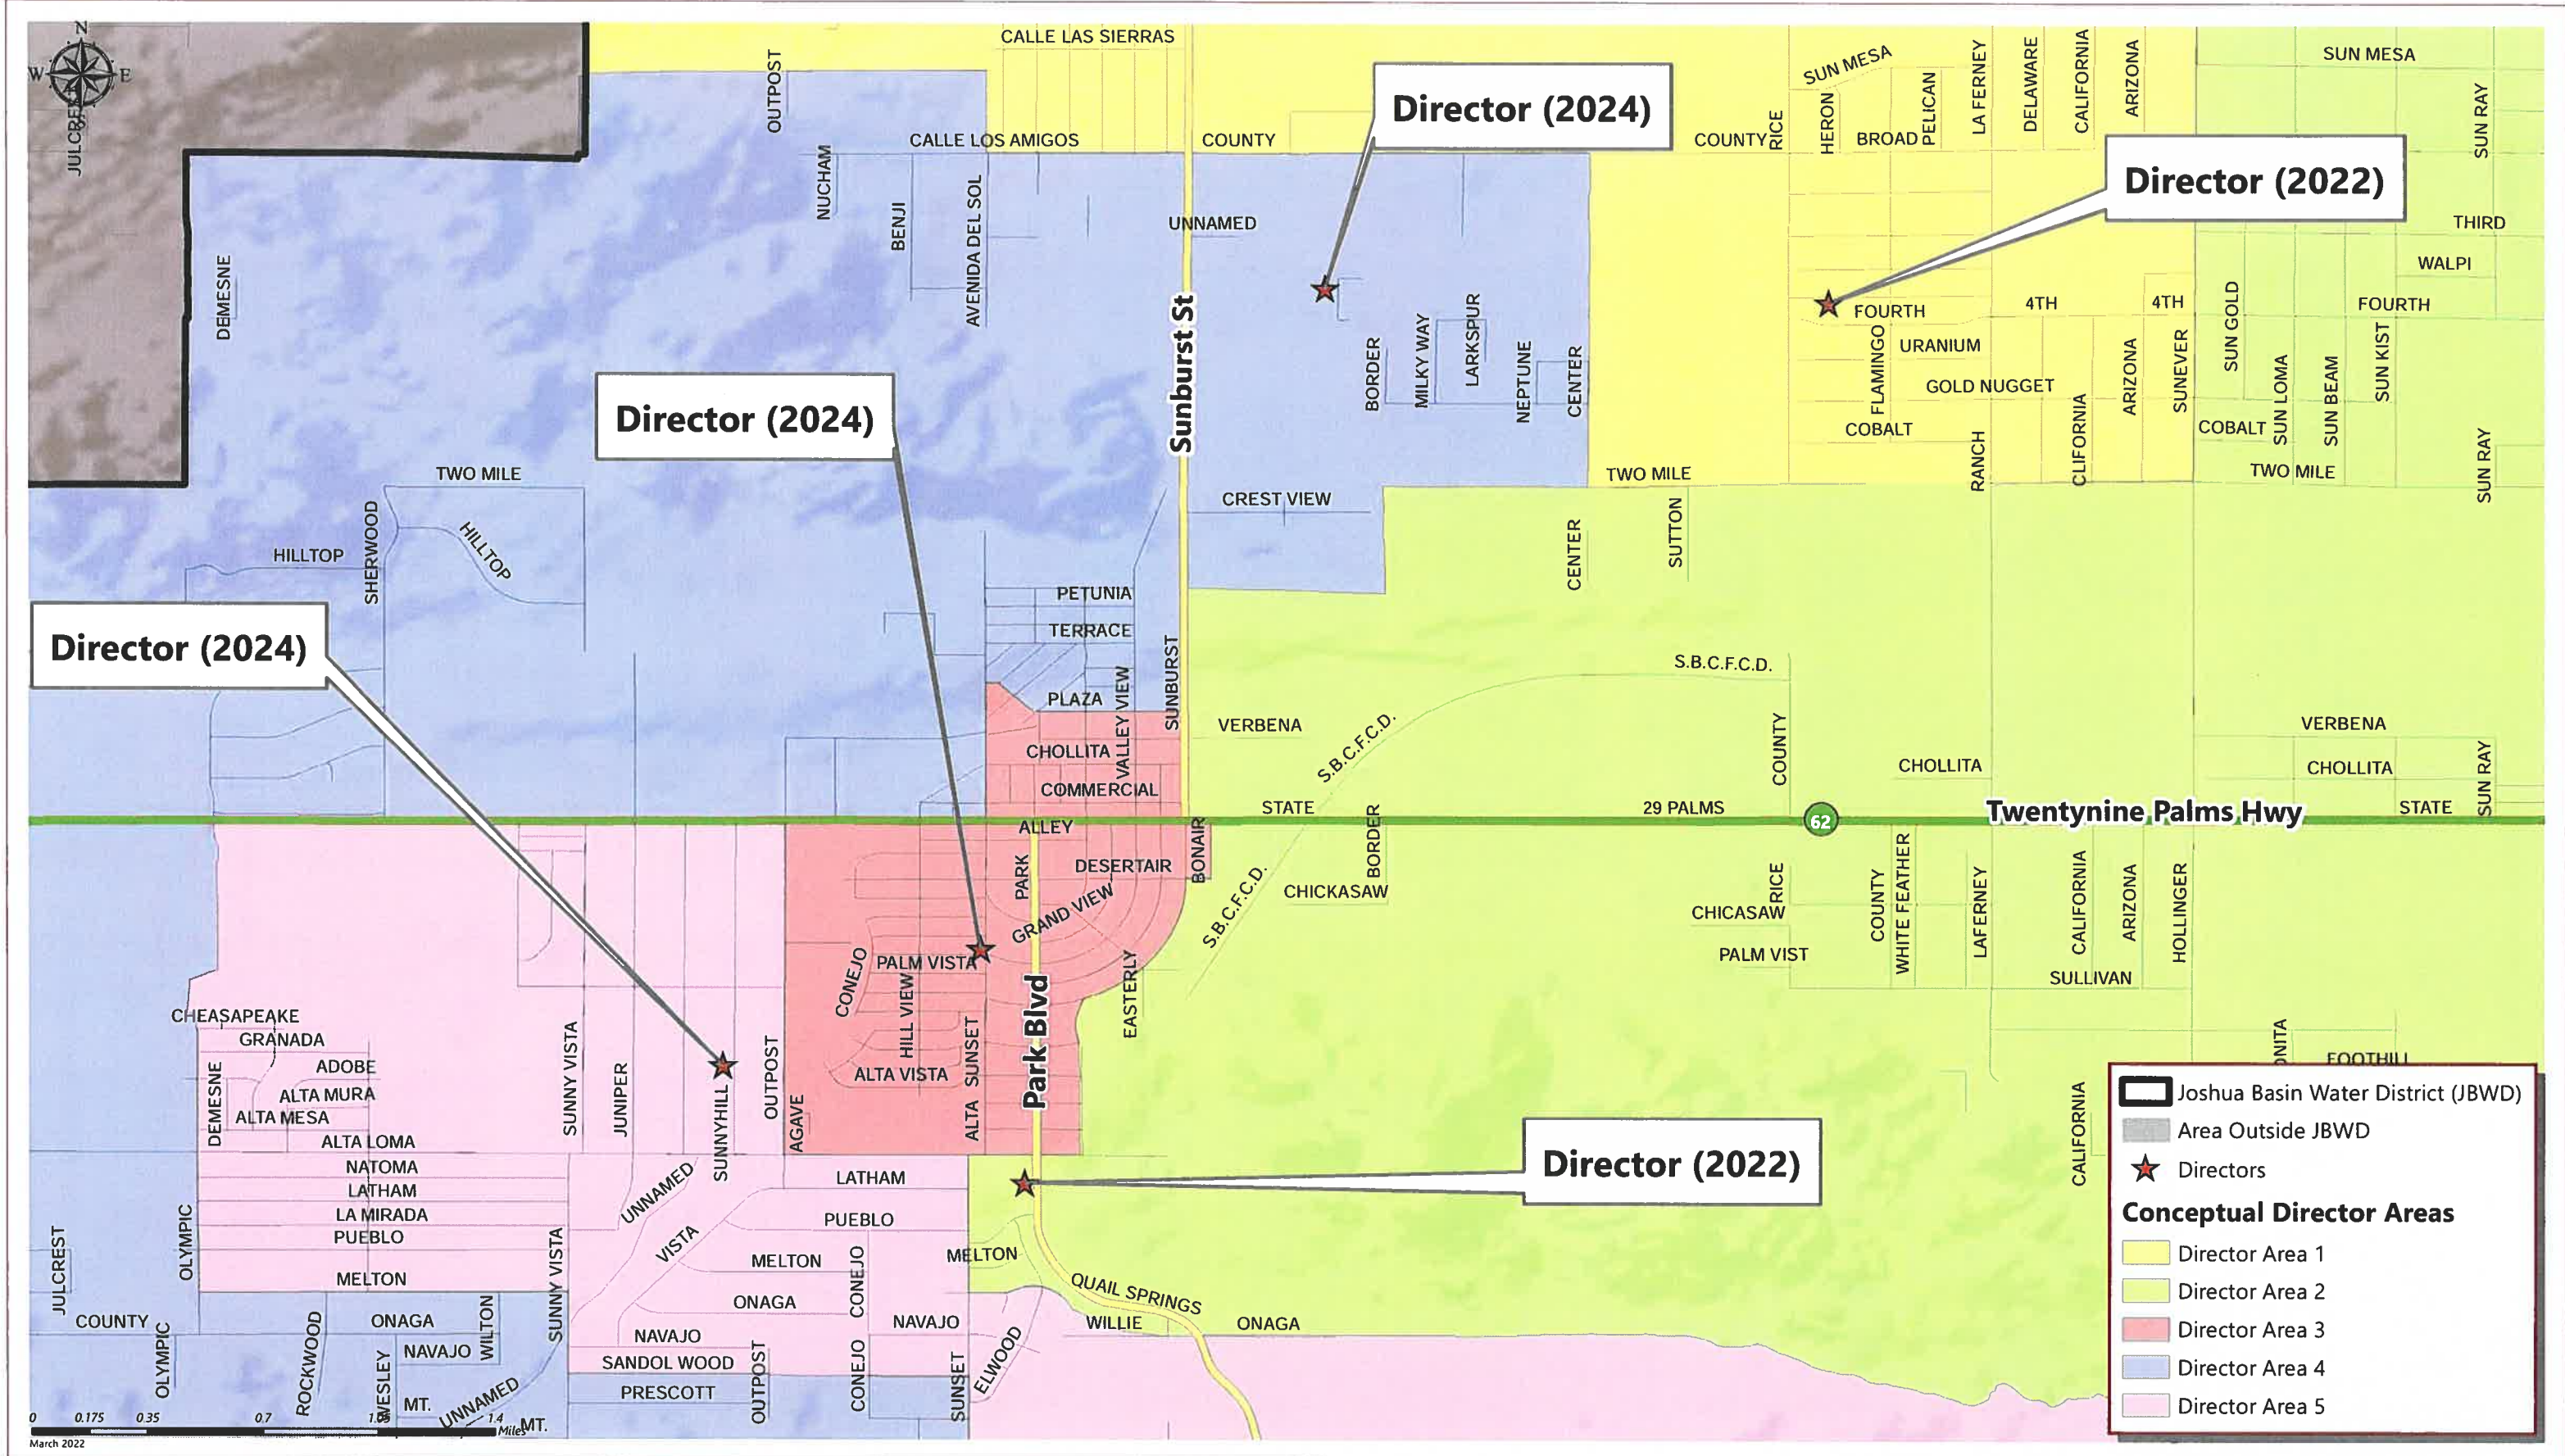 N
W
E
S
JULCREST
CALLE LAS SIERRAS
OUTPOST
SUN MESA
LA FERNEY
DELAWARE
CALIFORNIA
ARIZONA
SUN MESA
Director (2024)
HERON
PELICAN
SUN RAY
CALLE LOS AMIGOS
COUNTY
COUNTY
RICE
BROAD
NUCHAM
Director (2022)
BENJI
AVENIDA DEL SOL
UNNAMED
THIRD
WALPI
DEMESNE
Sunburst St
FOURTH
4TH
4TH
SUN GOLD
FOURTH
BORDER
MILKY WAY
LARKSPUR
NEPTUNE
CENTER
FLAMINGO
URANIUM
GOLD NUGGET
ARIZONA
SUNEVER
SUN LOMA
SUN BEAM
SUN KIST
Director (2024)
COBALT
CLIFORNIA
COBALT
TWO MILE
RANCH
TWO MILE
TWO MILE
SUN RAY
CREST VIEW
SHERWOOD
HILLTOP
HILLTOP
CENTER
SUTTON
PETUNIA
TERRACE
Director (2024)
S.B.C.F.C.D.
PLAZA
VALLEY VIEW
SUNBURST
VERBENA
S.B.C.F.C.D.
COUNTY
VERBENA
CHOLLITA
CHOLLITA
CHOLLITA
SUN RAY
COMMERCIAL
STATE
29 PALMS
62
Twentynine Palms Hwy
STATE
ALLEY
BONAIR
BORDER
PARK
DESERTAIR
S.B.C.F.C.D.
CHICKASAW
RICE
COUNTY
WHITE FEATHER
LAFERNEY
CALIFORNIA
ARIZONA
HOLLINGER
GRAND VIEW
CHICASAW
CONEJO
PALM VISTA
HILL VIEW
PALM VIST
EASTERLY
SULLIVAN
Park Blvd
CHEASAPEAKE
GRANADA
SUNNY VISTA
JUNIPER
OUTPOST
ALTA SUNSET
ALTA VISTA
ADOBE
DEMESNE
ALTA MURA
ALTA MESA
SUNNYHILL
AGAVE
ALTA LOMA
CALIFORNIA
FOOTHILL
NATOMA
LATHAM
LA MIRADA
PUEBLO
MELTON
UNNAMED
LATHAM
Director (2022)
OLYMPIC
JULCREST
SUNNY VISTA
VISTA
PUEBLO
MELTON
CONEJO
MELTON
QUAIL SPRINGS
ONAGA
COUNTY
OLYMPIC
ROCKWOOD
ONAGA
WILTON
NAVAJO
WESLEY
NAVAJO
SANDOL WOOD
PRESCOTT
OUTPOST
CONEJO
NAVAJO
SUNSET
ELWOOD
WILLIE
ONAGA
MT.
UNNAMED
MT.
Joshua Basin Water District (JBWD)
Area Outside JBWD
Directors
Conceptual Director Areas
Director Area 1
Director Area 2
Director Area 3
Director Area 4
Director Area 5
0 0.175 0.35 0.7 1.05 1.4
Miles
March 2022